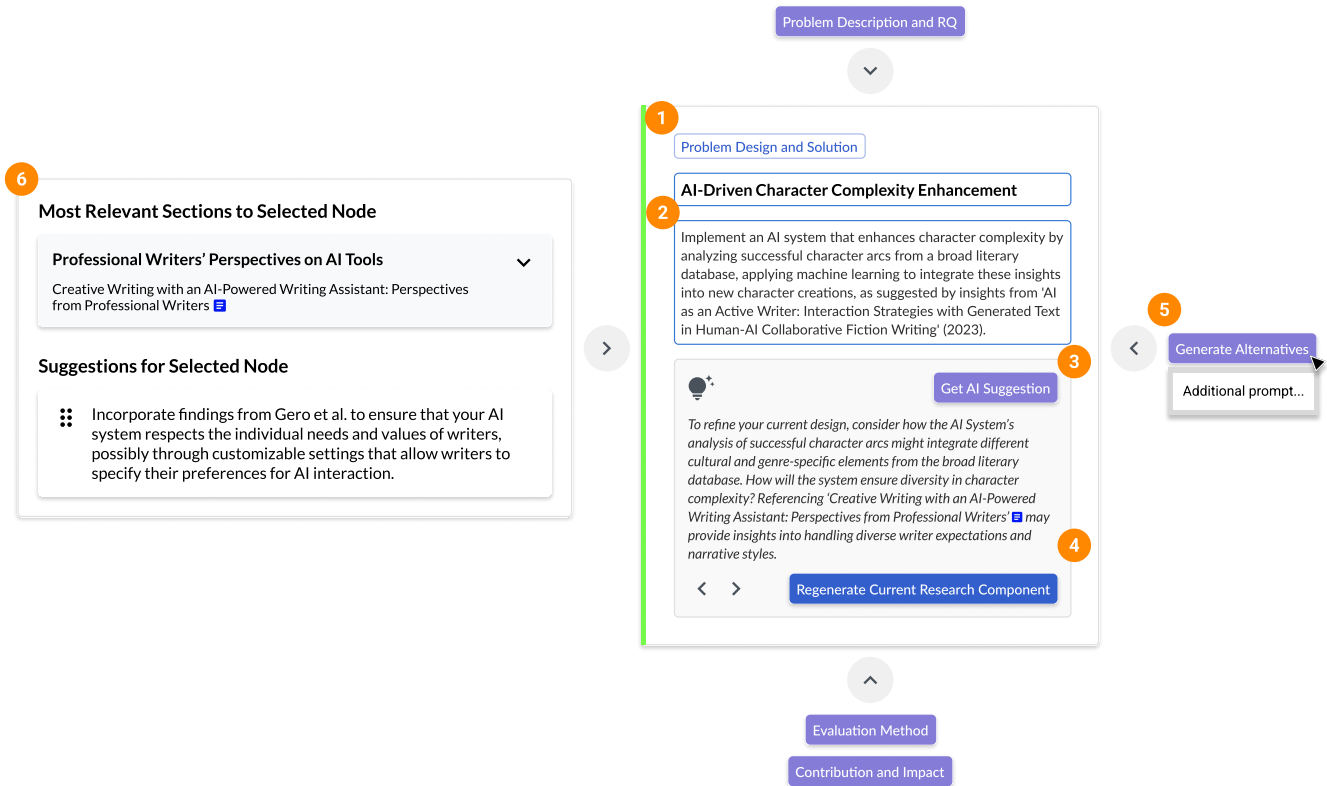 Problem Description and RQ
1
Problem Design and Solution
AI-Driven Character Complexity Enhancement
2
Implement an AI system that enhances character complexity by
analyzing successful character arcs from a broad literary
database, applying machine learning to integrate these insights
into new character creations, as suggested by insights from 'AI
as an Active Writer: Interaction Strategies with Generated Text
in Human-AI Collaborative Fiction Writing' (2023).
3
Get AI Suggestion
To refine your current design, consider how the AI System's
analysis of successful character arcs might integrate different
cultural and genre-specific elements from the broad literary
database. How will the system ensure diversity in character
complexity? Referencing ‘Creative Writing with an AI-Powered
Writing Assistant: Perspectives from Professional Writers’ may
provide insights into handling diverse writer expectations and
narrative styles.
4
Regenerate Current Research Component
5
Generate Alternatives
Additional prompt...
6
Most Relevant Sections to Selected Node
Professional Writers’ Perspectives on AI Tools
Creative Writing with an AI-Powered Writing Assistant: Perspectives
from Professional Writers
Suggestions for Selected Node
Incorporate findings from Gero et al. to ensure that your AI
system respects the individual needs and values of writers,
possibly through customizable settings that allow writers to
specify their preferences for AI interaction.
Evaluation Method
Contribution and Impact